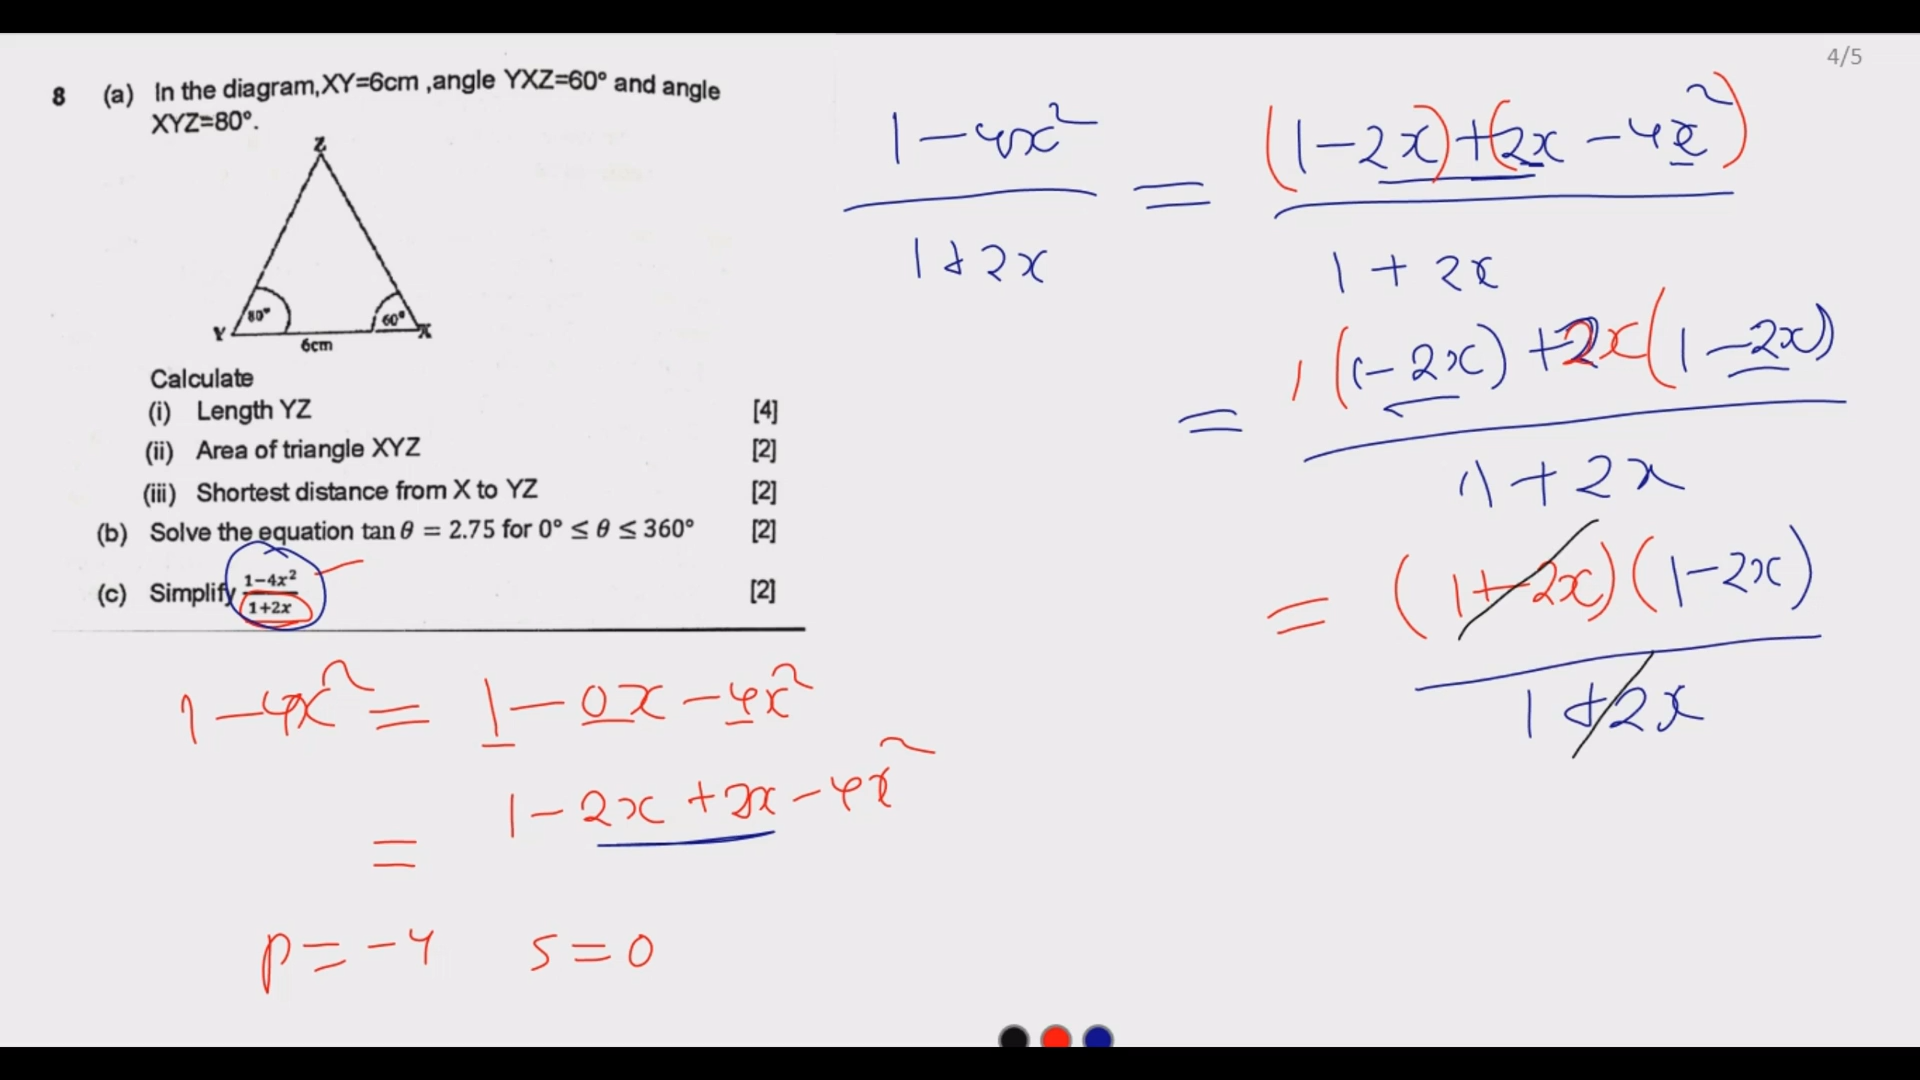 4/5
8 (a) In the diagram,XY=6cm ,angle YXZ=60° and angle
XYZ=80°.
Z
80°
60°
Y
X
6cm
Calculate
(i) Length YZ [4]
(ii) Area of triangle XYZ [2]
(iii) Shortest distance from X to YZ [2]
(b) Solve the equation tan θ = 2.75 for 0° ≤ θ ≤ 360° [2]
(c) Simplify (1−4x²)/(1+2x) [2]
1 − 4x² = 1 − 0x − 4x²
= 1 − 2x + 2x − 4x²
p = −4 s = 0
1 − 4x²
1 + 2x
= (1 − 2x) + (2x − 4x²)
1 + 2x
= 1(1 − 2x) + 2x(1 − 2x)
1 + 2x
= (1 + 2x)(1 − 2x)
1 + 2x